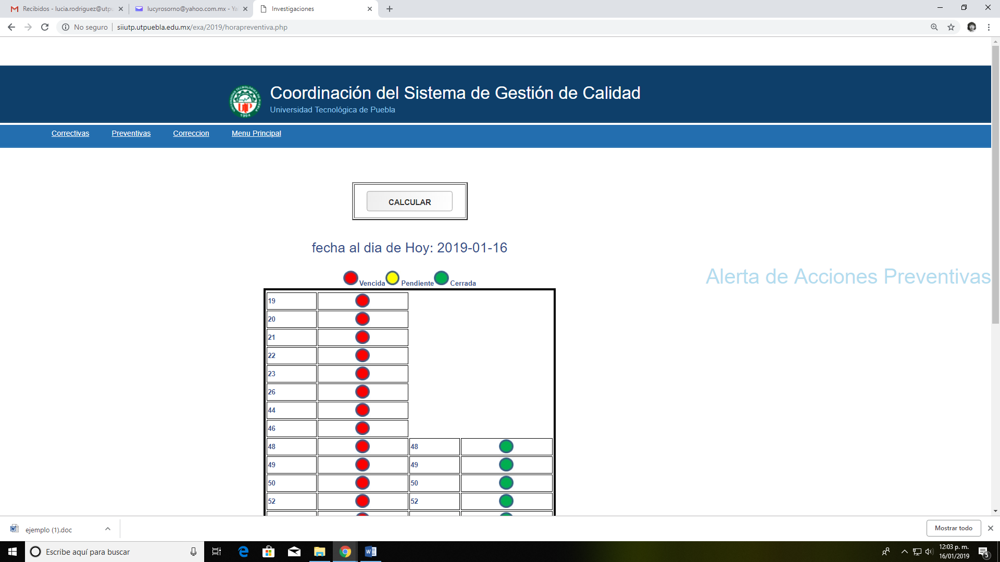 Recibidos - lucia.rodriguez@utpu
lucyrosorno@yahoo.com.mx - Ya
Investigaciones
No seguro
siiutp.utpuebla.edu.mx/exa/2019/horapreventiva.php
Coordinación del Sistema de Gestión de Calidad
Universidad Tecnológica de Puebla
Correctivas Preventivas Correccion Menu Principal
CALCULAR
fecha al dia de Hoy: 2019-01-16
Alerta de Acciones Preventivas
Vencida Pendiente Cerrada
19
20
21
22
23
26
44
46
48 48
49 49
50 50
52 52
ejemplo (1).doc
Mostrar todo
Escribe aquí para buscar
12:03 p. m.
16/01/2019
5